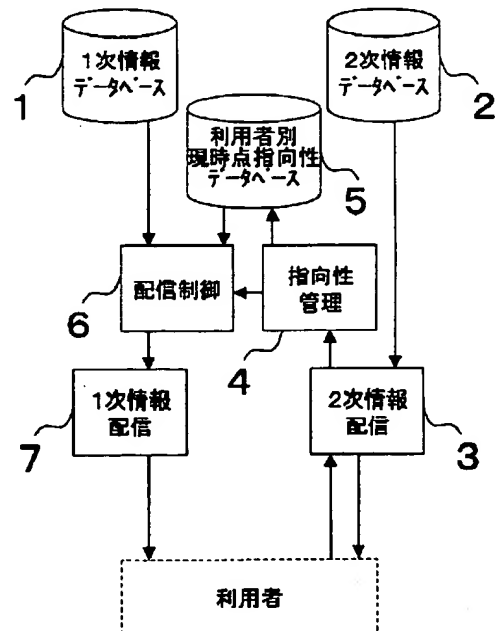 1次情報
データベース
1
2次情報
データベース
2
利用者別
現時点指向性
データベース
5
配信制御
6
指向性
管理
4
1次情報
配信
7
2次情報
配信
3
利用者